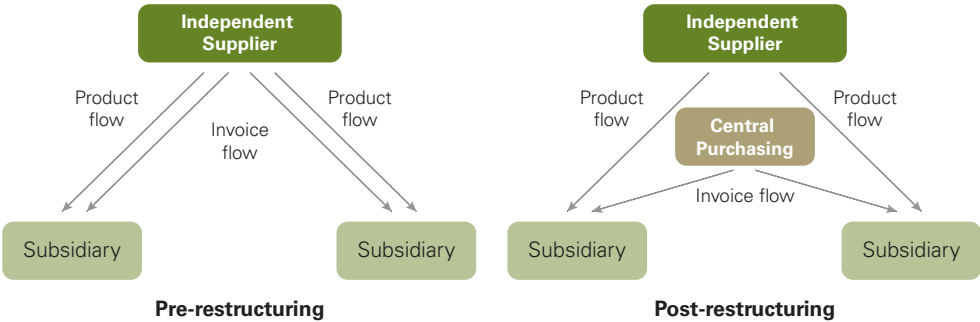 Independent
Supplier
Product
flow
Invoice
flow
Product
flow
Subsidiary
Subsidiary
Pre-restructuring
Independent
Supplier
Product
flow
Central
Purchasing
Product
flow
Invoice flow
Subsidiary
Subsidiary
Post-restructuring